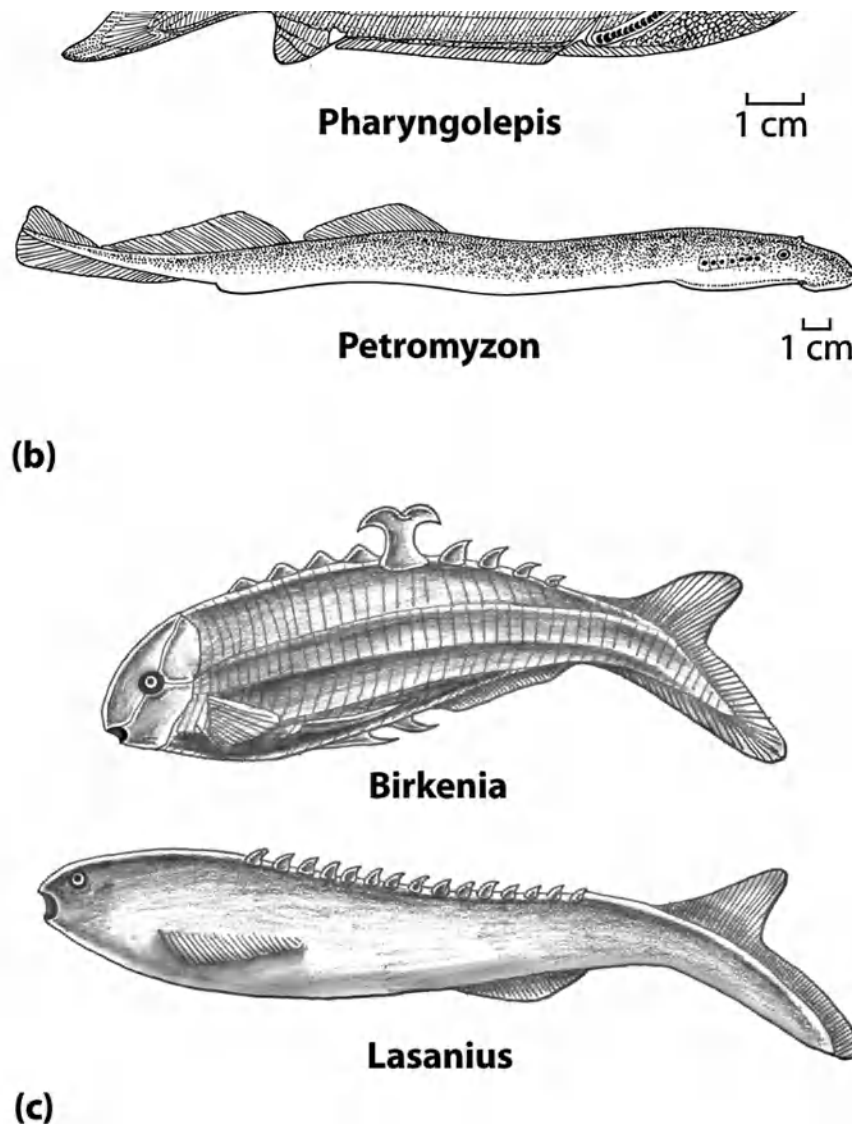 Pharyngolepis
1 cm
Petromyzon
1 cm
(b)
Birkenia
Lasanius
(c)